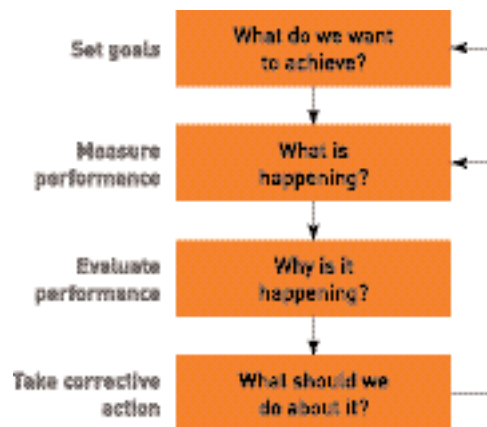 Set goals
What do we want
to achieve?
Measure
performance
What is
happening?
Evaluate
performance
Why is it
happening?
Take corrective
action
What should we
do about it?